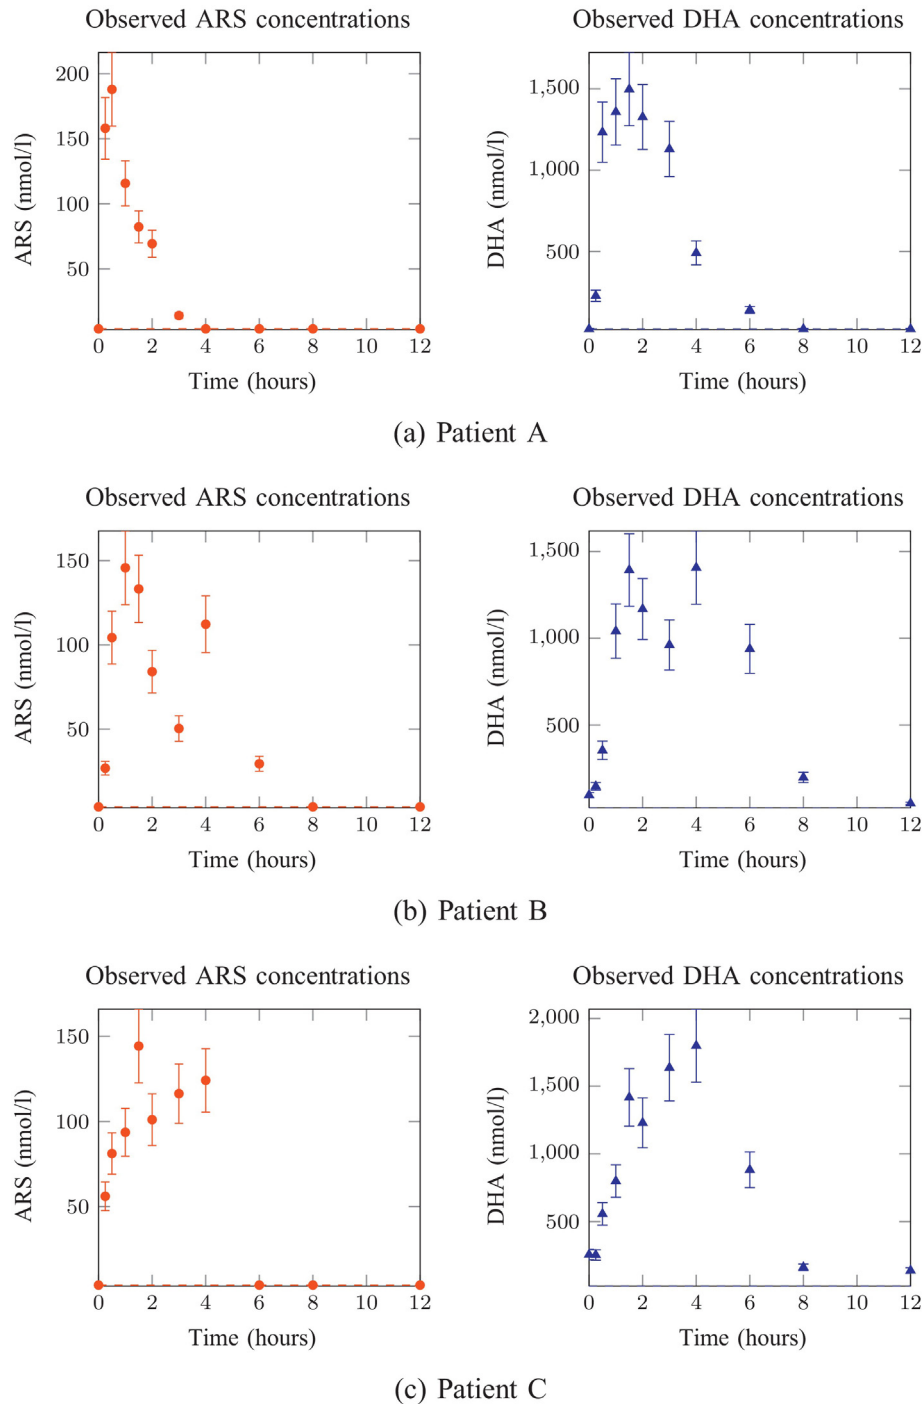 Observed ARS concentrations
Observed DHA concentrations
200
150
100
50
ARS (nmol/l)
0 2 4 6 8 10 12
Time (hours)
1,500
1,000
500
DHA (nmol/l)
0 2 4 6 8 10 12
Time (hours)
(a) Patient A
Observed ARS concentrations
Observed DHA concentrations
150
100
50
ARS (nmol/l)
0 2 4 6 8 10 12
Time (hours)
1,500
1,000
500
DHA (nmol/l)
0 2 4 6 8 10 12
Time (hours)
(b) Patient B
Observed ARS concentrations
Observed DHA concentrations
150
100
50
ARS (nmol/l)
0 2 4 6 8 10 12
Time (hours)
2,000
1,500
1,000
500
DHA (nmol/l)
0 2 4 6 8 10 12
Time (hours)
(c) Patient C